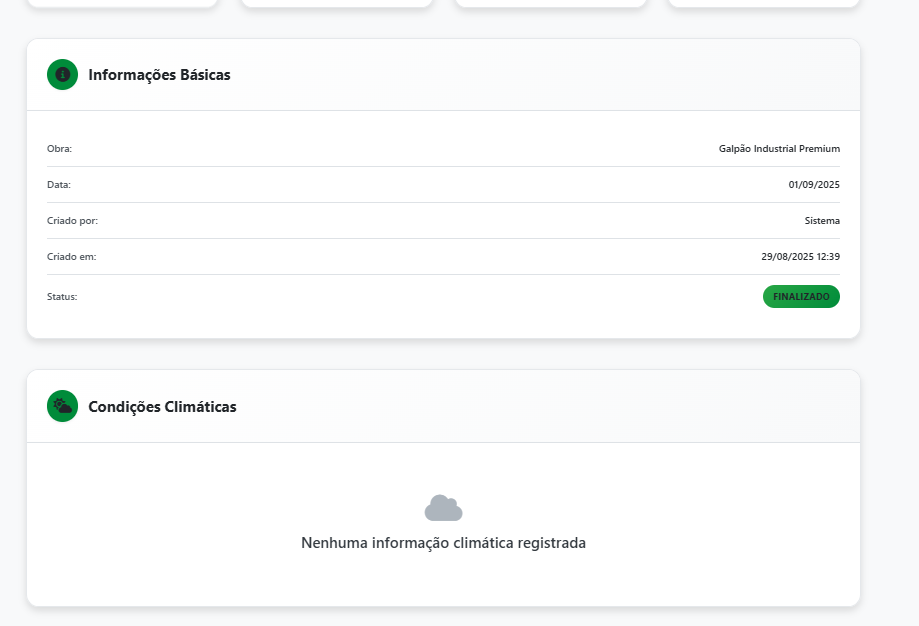 Informações Básicas
Obra: Galpão Industrial Premium
Data: 01/09/2025
Criado por: Sistema
Criado em: 29/08/2025 12:39
Status: FINALIZADO
Condições Climáticas
Nenhuma informação climática registrada